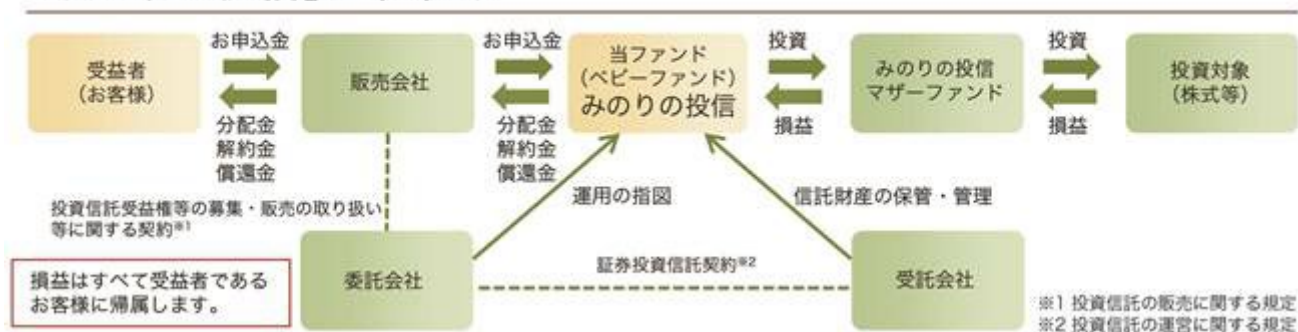 受益者
（お客様）
お申込金
分配金
解約金
償還金
販売会社
お申込金
分配金
解約金
償還金
当ファンド
（ベビーファンド）
みのりの投信
投資
損益
みのりの投信
マザーファンド
投資
損益
投資対象
（株式等）
投資信託受益権等の募集・販売の取り扱い
等に関する契約※1
運用の指図
信託財産の保管・管理
損益はすべて受益者である
お客様に帰属します。
委託会社
証券投資信託契約※2
受託会社
※1 投資信託の販売に関する規定
※2 投資信託の運営に関する規定